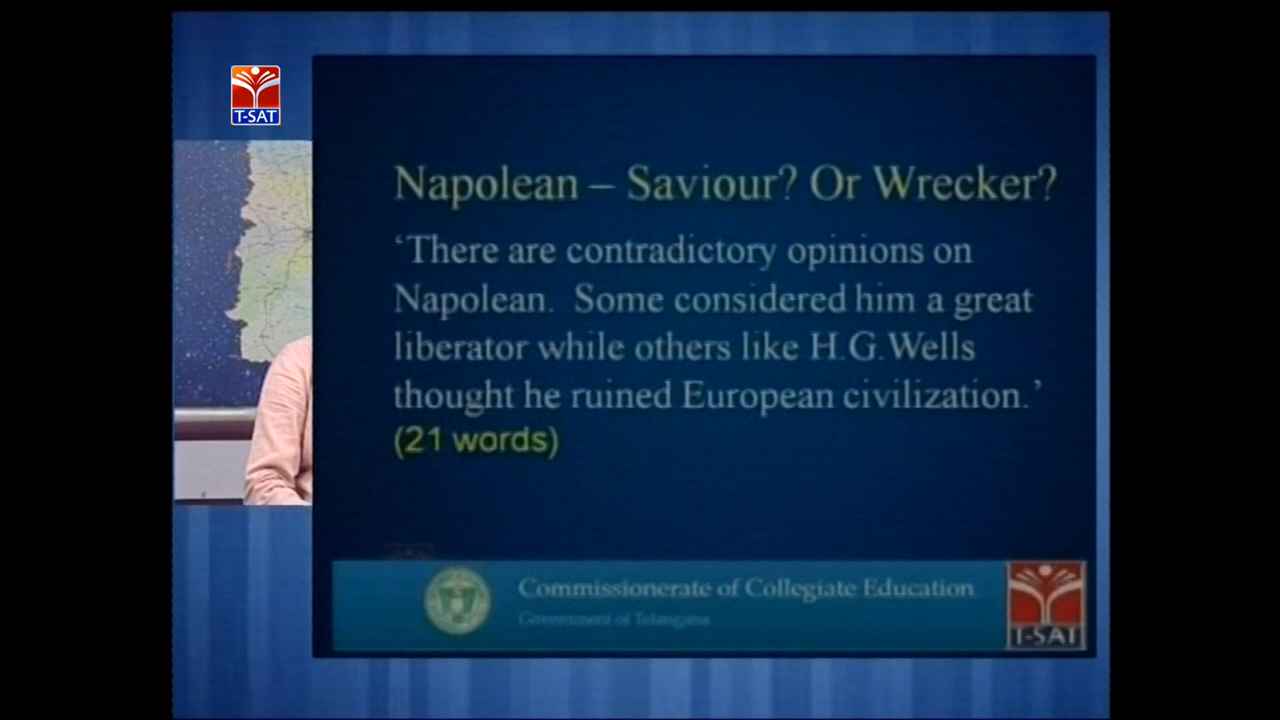 T-SAT
Napolean – Saviour? Or Wrecker?
‘There are contradictory opinions on
Napolean. Some considered him a great
liberator while others like H.G.Wells
thought he ruined European civilization.’
(21 words)
Commissionerate of Collegiate Education
Government of Telangana
T-SAT